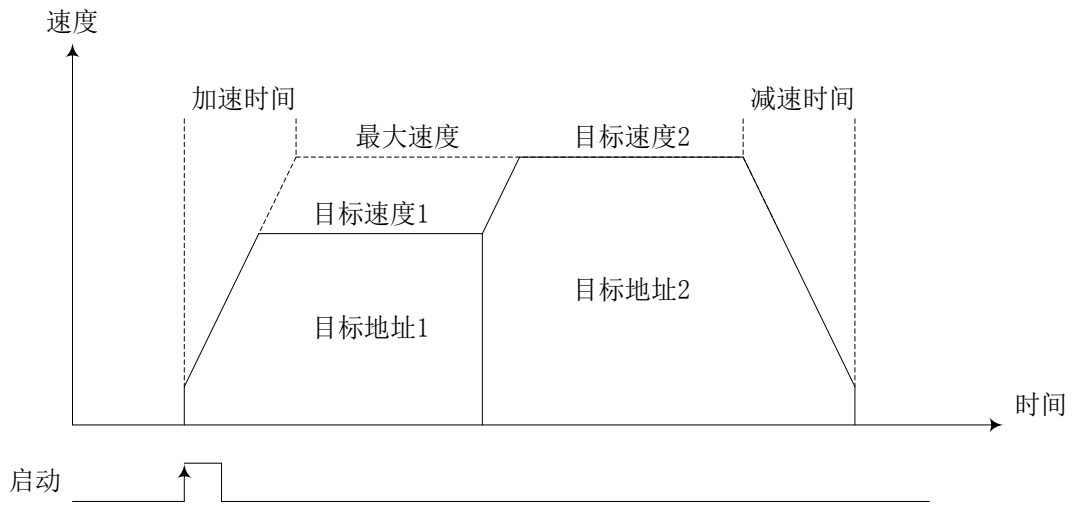 速度
加速时间
减速时间
最大速度
目标速度2
目标速度1
目标地址2
目标地址1
时间
启动